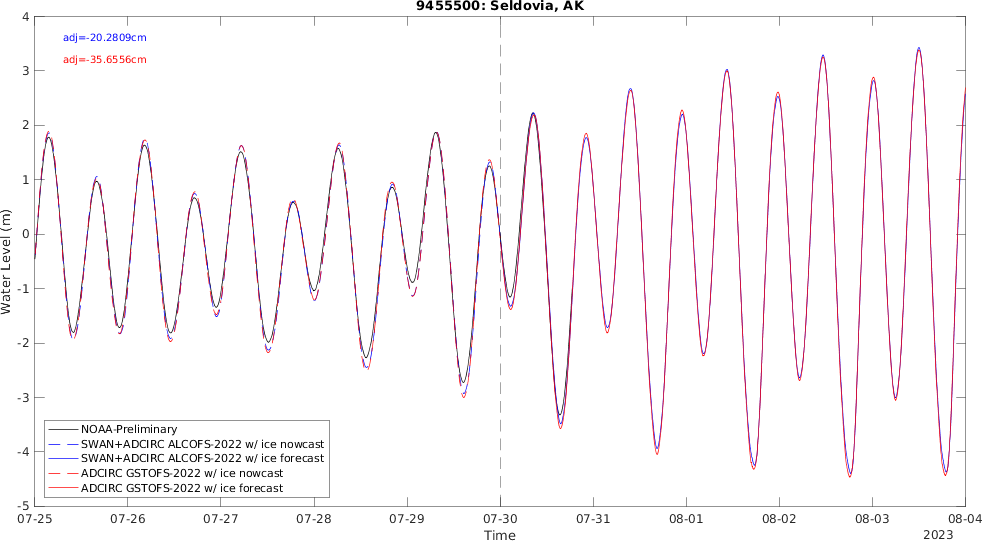 9455500: Seldovia, AK
adj=-20.2809cm
adj=-35.6556cm
4
3
2
1
0
-1
-2
-3
-4
-5
Water Level (m)
NOAA-Preliminary
SWAN+ADCIRC ALCOFS-2022 w/ ice nowcast
SWAN+ADCIRC ALCOFS-2022 w/ ice forecast
ADCIRC GSTOFS-2022 w/ ice nowcast
ADCIRC GSTOFS-2022 w/ ice forecast
07-25 07-26 07-27 07-28 07-29 07-30 07-31 08-01 08-02 08-03 08-04
Time
2023